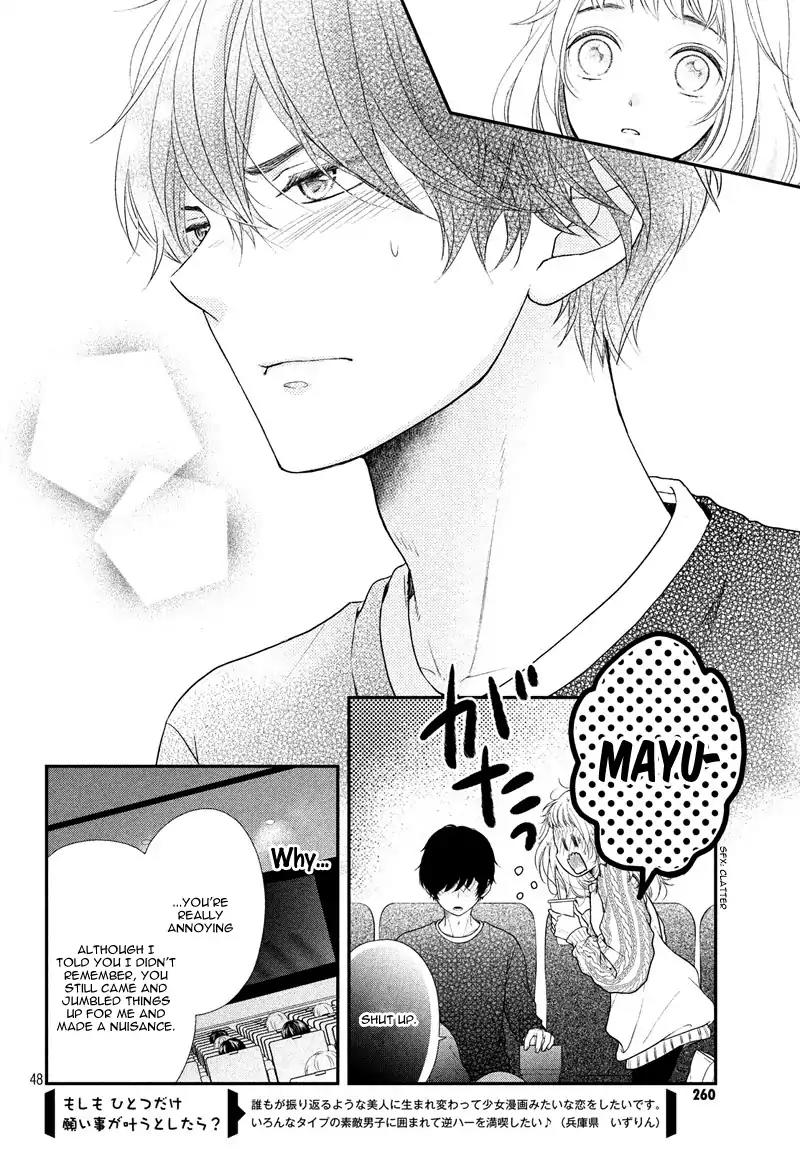 MAYU-
ガタっ
SFX: CLATTER
SHUT UP.
Why...
...YOU'RE
REALLY
ANNOYING
ALTHOUGH I
TOLD YOU I DIDN'T
REMEMBER, YOU
STILL CAME AND
JUMBLED THINGS
UP FOR ME AND
MADE A NUISANCE.
48
260
もしも ひとつだけ
願い事が叶うとしたら?
誰もが振り返るような美人に生まれ変わって少女漫画みたいな恋をしたいです。
いろんなタイプの素敵男子に囲まれて逆ハーを満喫したい♪（兵庫県　いずりん）